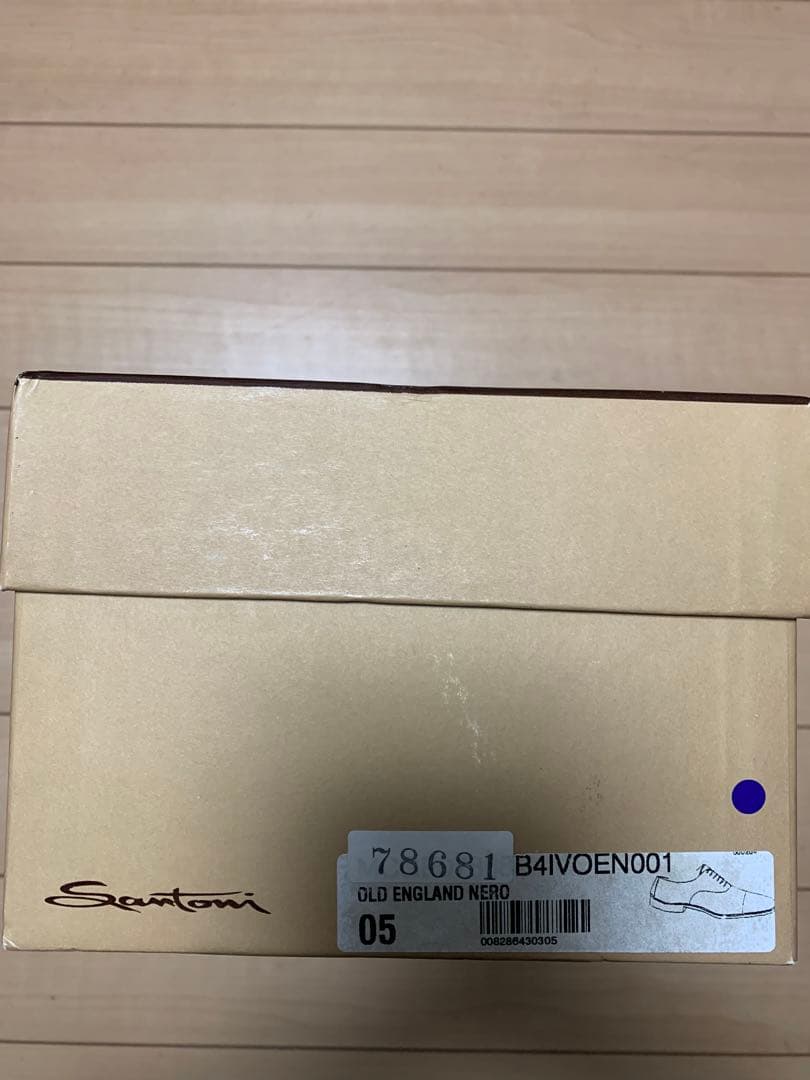 Santoni
78681 B4IVOEN001
OLD ENGLAND NERO
05
008286430305